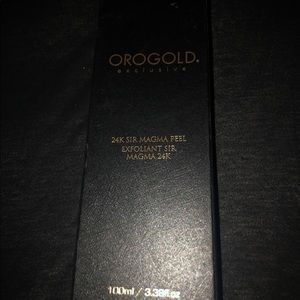 OROGOLD®
exclusive
24K SIR MAGMA PEEL
EXFOLIANT SIR
MAGMA 24K
100ml / 3.38fl.oz